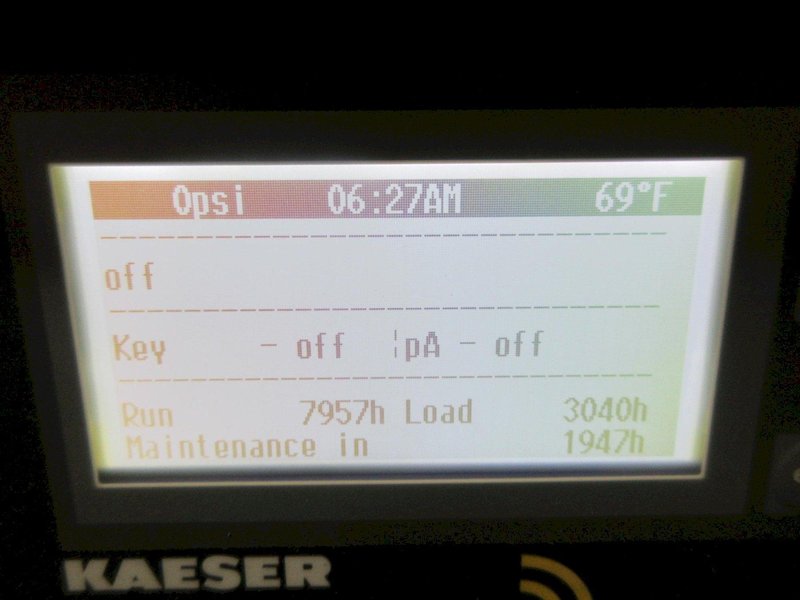 0psi 06:27AM 69°F
off
Key - off ¦pA - off
Run 7957h Load 3040h
Maintenance in 1947h
KAESER